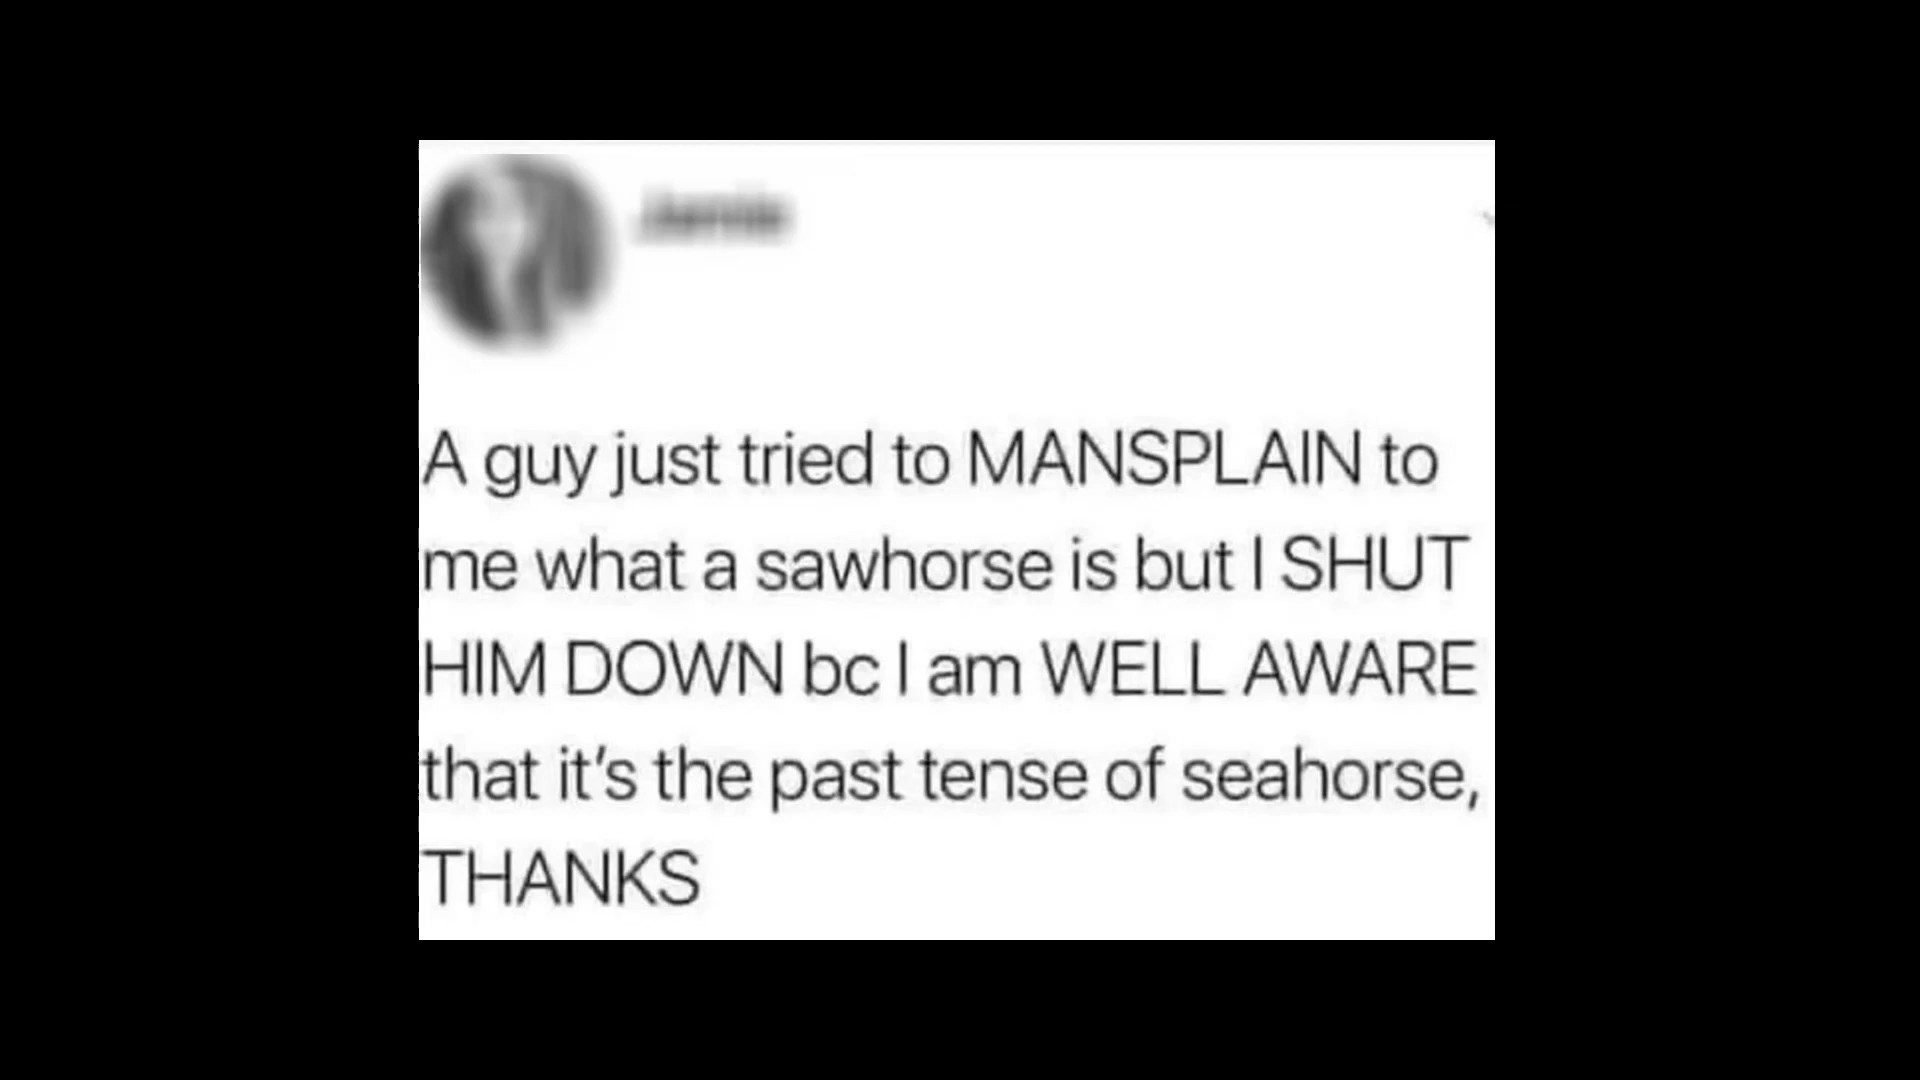 A guy just tried to MANSPLAIN to
me what a sawhorse is but I SHUT
HIM DOWN bc I am WELL AWARE
that it's the past tense of seahorse,
THANKS